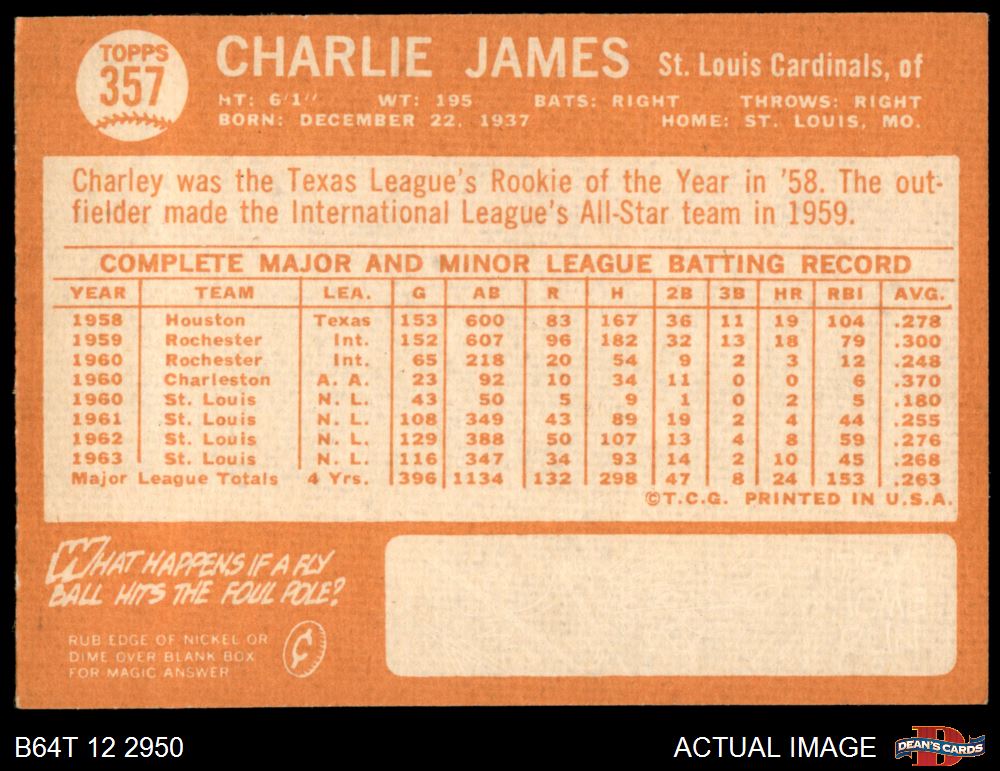 TOPPS
357
CHARLIE JAMES St. Louis Cardinals, of
HT: 6'1" WT: 195 BATS: RIGHT THROWS: RIGHT
BORN: DECEMBER 22, 1937 HOME: ST. LOUIS, MO.
Charley was the Texas League's Rookie of the Year in '58. The out-
fielder made the International League's All-Star team in 1959.
COMPLETE MAJOR AND MINOR LEAGUE BATTING RECORD
YEAR TEAM LEA. G AB R H 2B 3B HR RBI AVG.
1958 Houston Texas 153 600 83 167 36 11 19 104 .278
1959 Rochester Int. 152 607 96 182 32 13 18 79 .300
1960 Rochester Int. 65 218 20 54 9 2 3 12 .248
1960 Charleston A. A. 23 92 10 34 11 0 0 6 .370
1960 St. Louis N. L. 43 50 5 9 1 0 2 5 .180
1961 St. Louis N. L. 108 349 43 89 19 2 4 44 .255
1962 St. Louis N. L. 129 388 50 107 13 4 8 59 .276
1963 St. Louis N. L. 116 347 34 93 14 2 10 45 .268
Major League Totals 4 Yrs. 396 1134 132 298 47 8 24 153 .263
©T.C.G. PRINTED IN U.S.A.
WHAT HAPPENS IF A FLY
BALL HITS THE FOUL POLE?
RUB EDGE OF NICKEL OR
DIME OVER BLANK BOX
FOR MAGIC ANSWER
¢
B64T 12 2950
ACTUAL IMAGE
D
DEAN'S CARDS